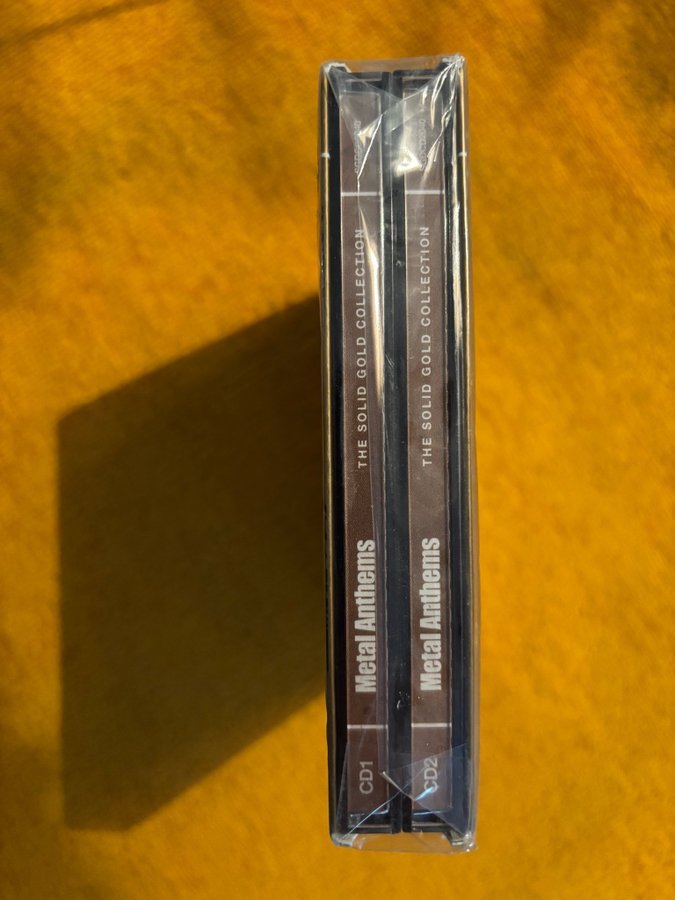 CD1 Metal Anthems THE SOLID GOLD COLLECTION
CD2 Metal Anthems THE SOLID GOLD COLLECTION